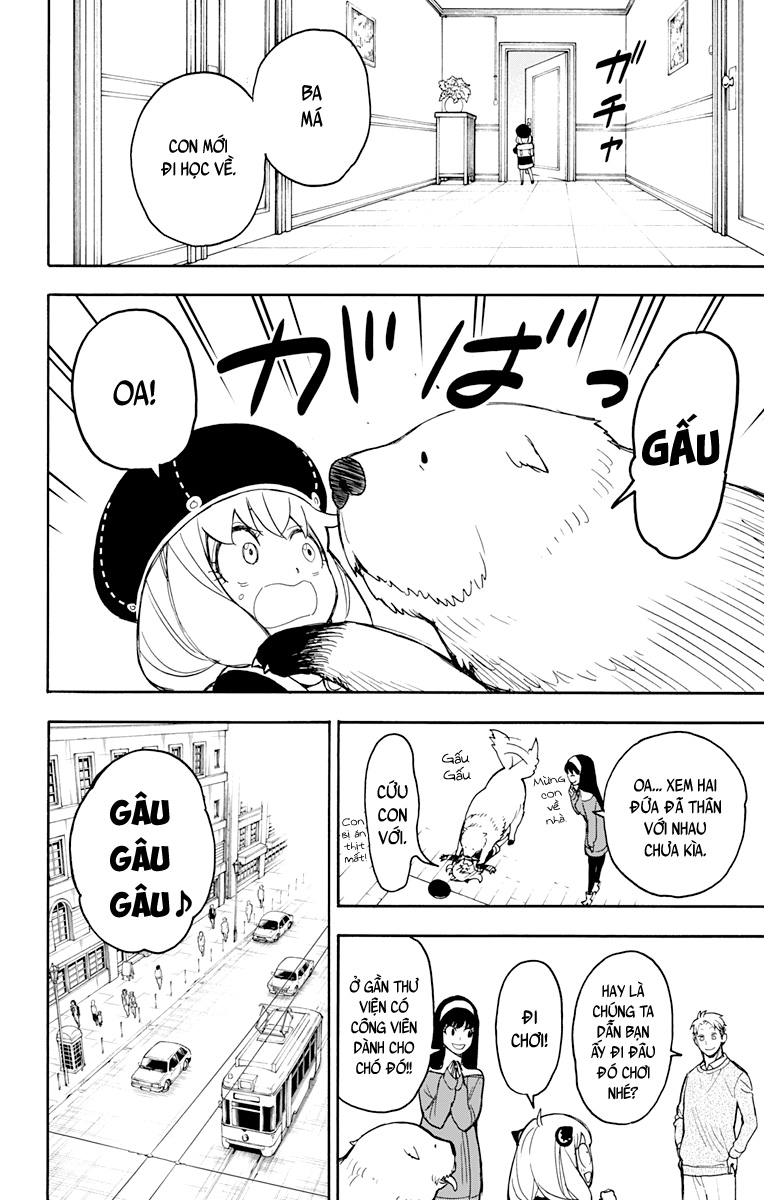 BA
MÁ
CON MỚI
ĐI HỌC VỀ.
ガチャ
OA!
がばっ
GẤU
OA... XEM HAI
ĐỨA ĐÃ THÂN
VỚI NHAU
CHƯA KÌA.
Mừng
con
về
nhà
Gấu
Gấu
CỨU
CON
VỚI.
Con
bị ăn
thịt
mất!
GÂU
GÂU
GÂU♪
HAY LÀ
CHÚNG TA
DẪN BẠN
ẤY ĐI ĐÂU
ĐÓ CHƠI
NHÉ?
ĐI
CHƠI!
Ở GẦN THƯ
VIỆN CÓ
CÔNG VIÊN
DÀNH CHO
CHÓ ĐÓ!!